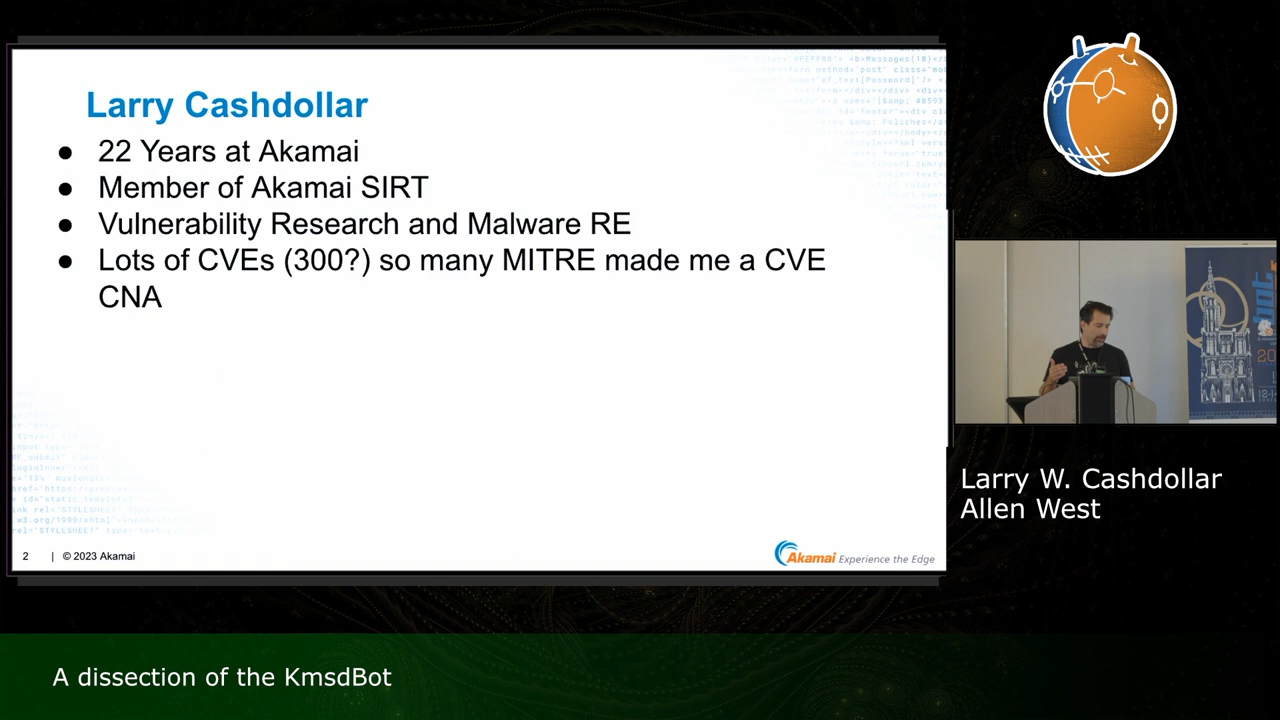 Larry Cashdollar
● 22 Years at Akamai
● Member of Akamai SIRT
● Vulnerability Research and Malware RE
● Lots of CVEs (300?) so many MITRE made me a CVE
CNA
2 | © 2023 Akamai
Akamai Experience the Edge
Larry W. Cashdollar
Allen West
A dissection of the KmsdBot